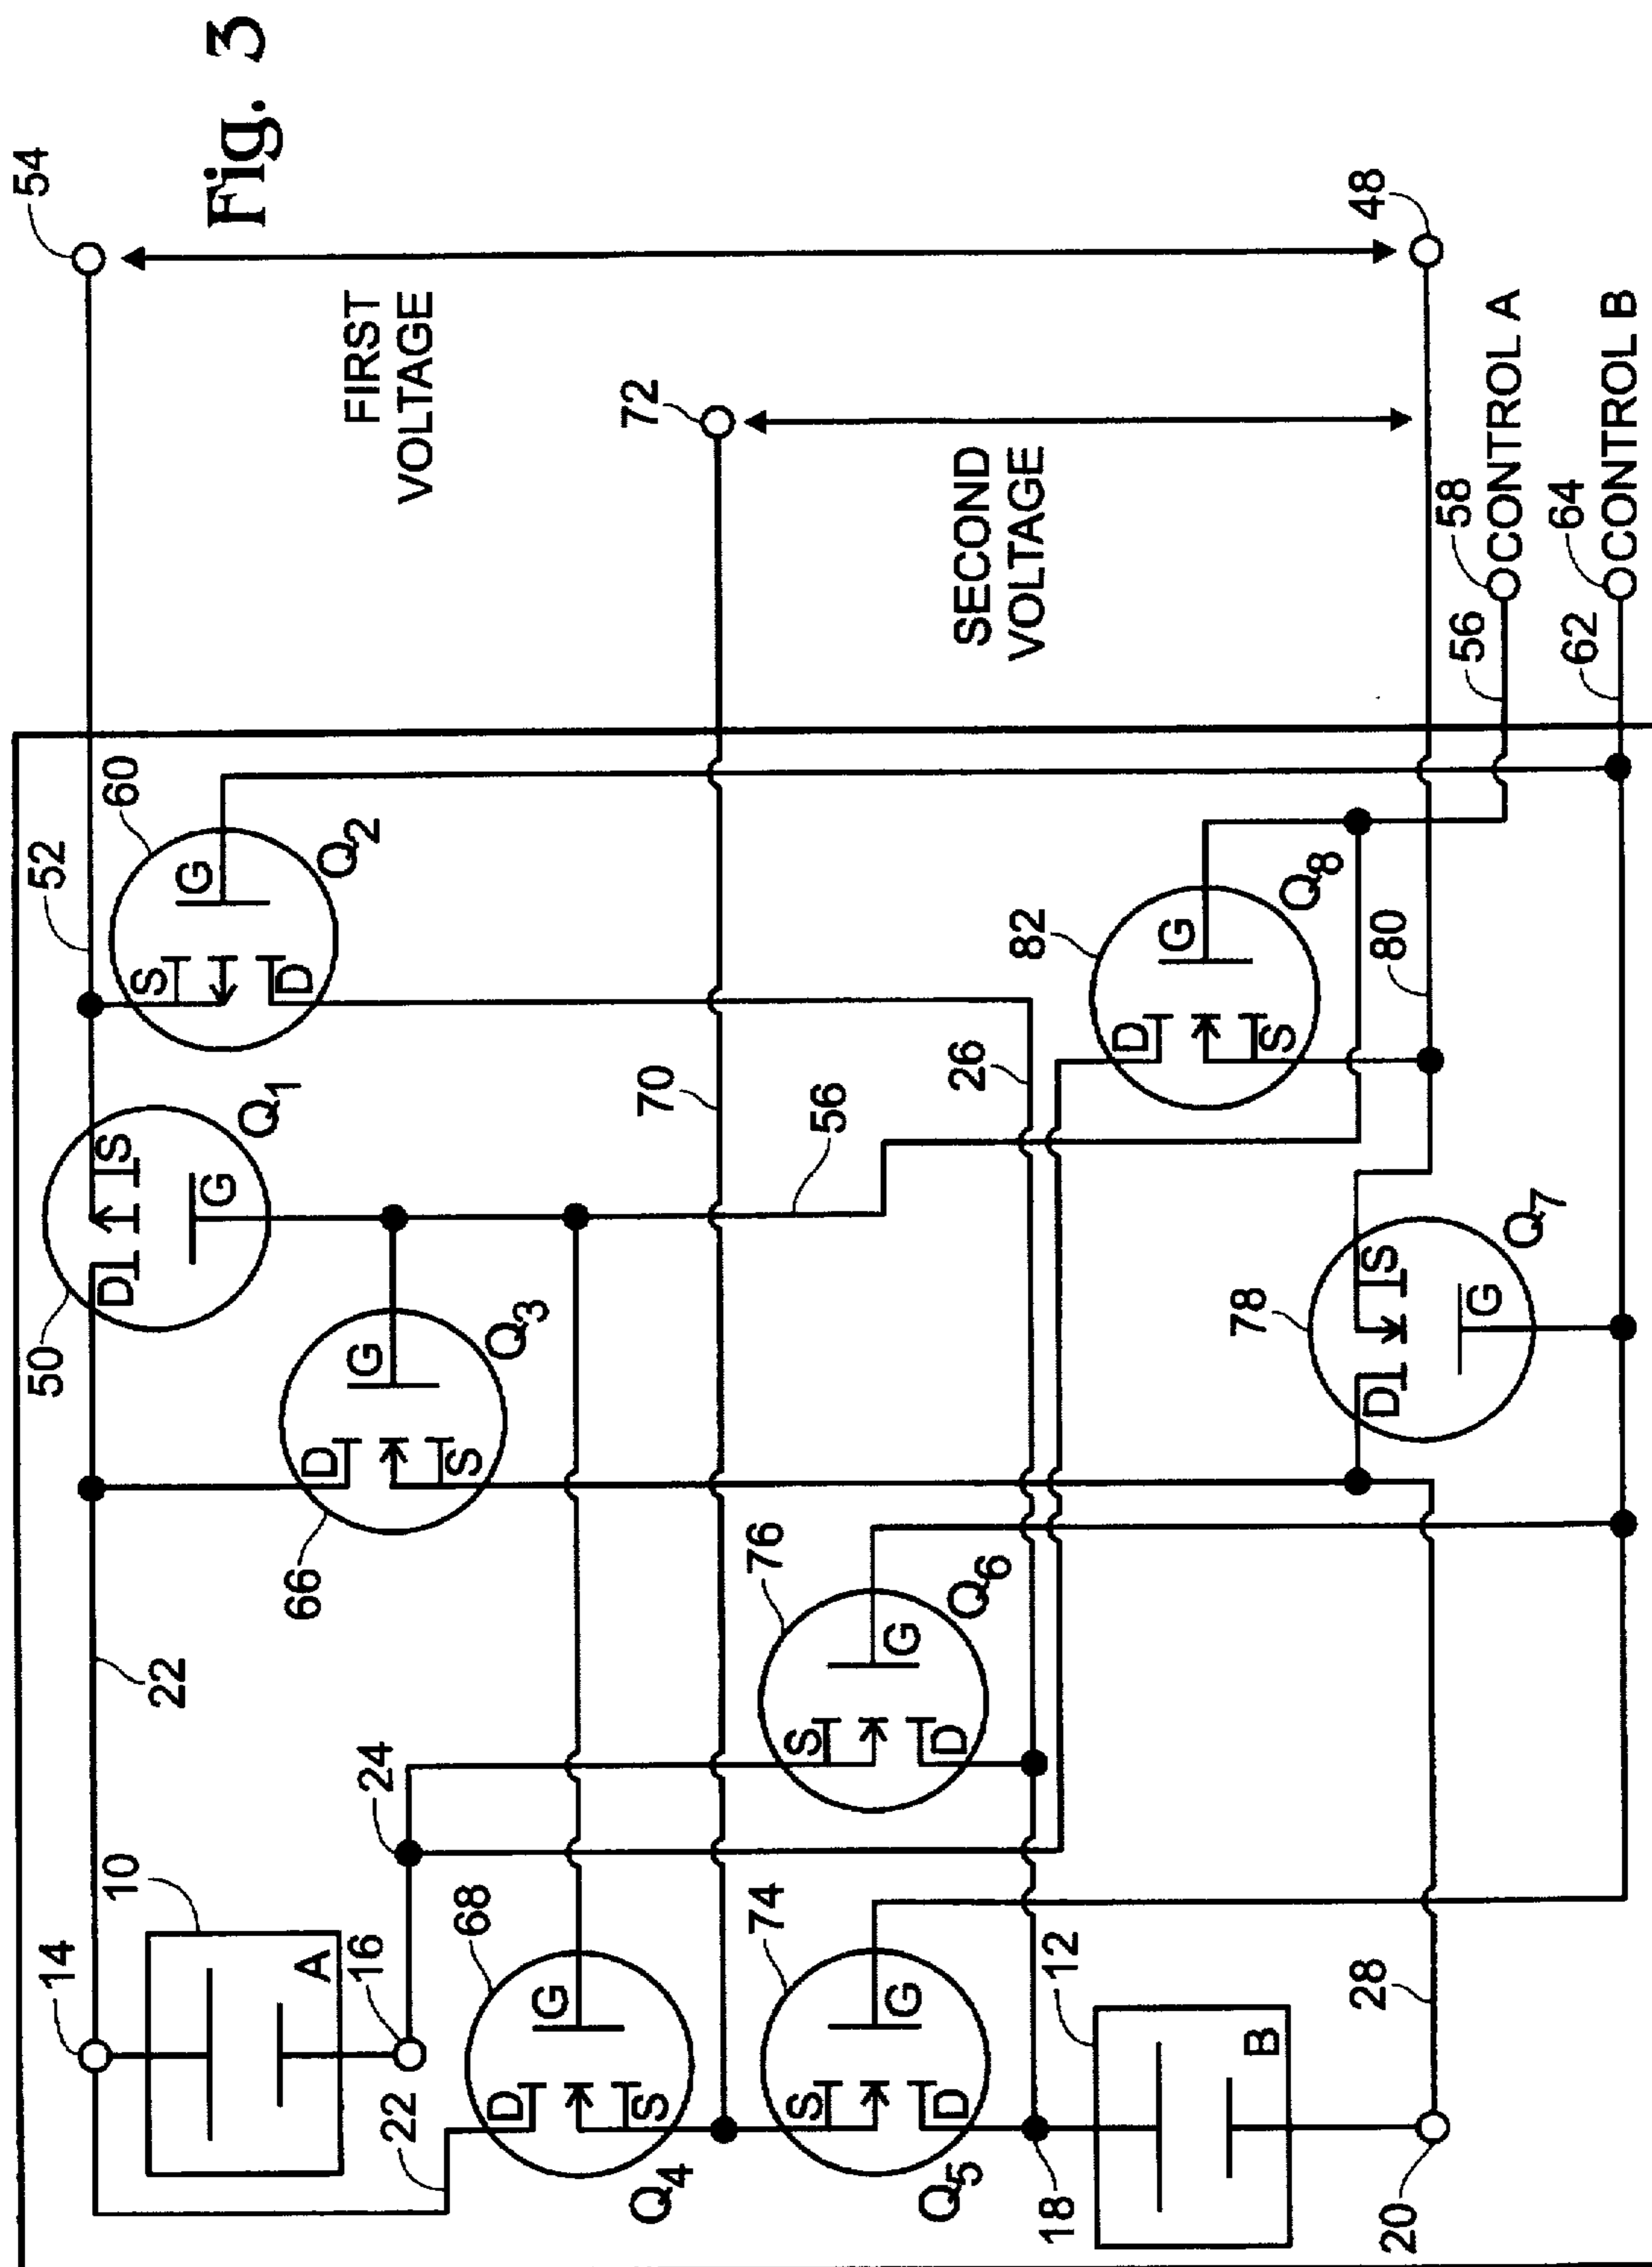 Fig. 3
54
FIRST
VOLTAGE
72
SECOND
VOLTAGE
48
58
CONTROL A
56
64
CONTROL B
62
52
60
S
G
D
Q2
50
D
S
G
Q1
66
D
G
S
Q3
70
56
26
82
D
G
S
Q8
80
78
D
S
G
Q7
22
24
76
S
G
D
Q6
14
10
A
16
22
68
D
G
S
Q4
74
S
G
D
Q5
18
12
B
28
20